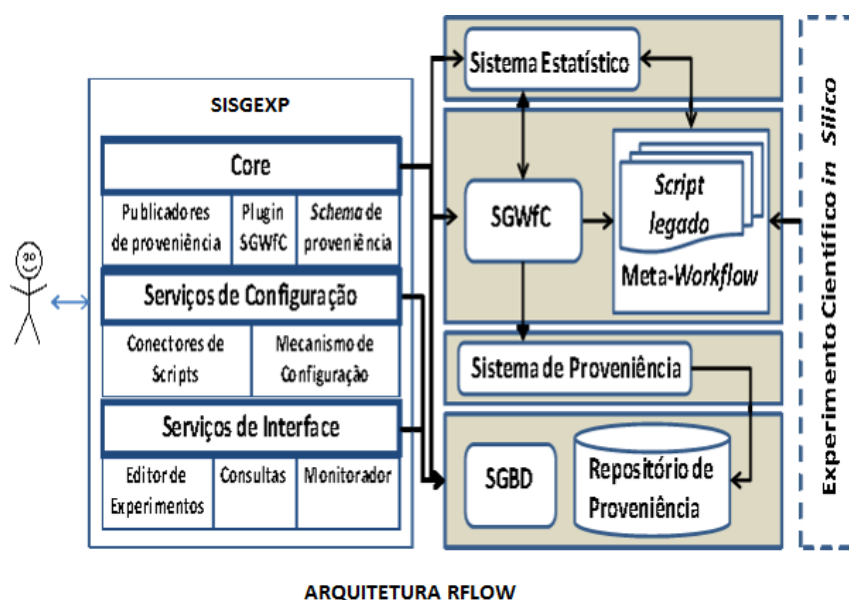 SISGEXP
Core
Publicadores
de proveniência
Plugin
SGWfC
Schema de
proveniência
Serviços de Configuração
Conectores de
Scripts
Mecanismo de
Configuração
Serviços de Interface
Editor de
Experimentos
Consultas
Monitorador
Sistema Estatístico
SGWfC
Script
legado
Meta-Workflow
Sistema de Proveniência
SGBD
Repositório de
Proveniência
Experimento Científico in Silico
ARQUITETURA RFLOW